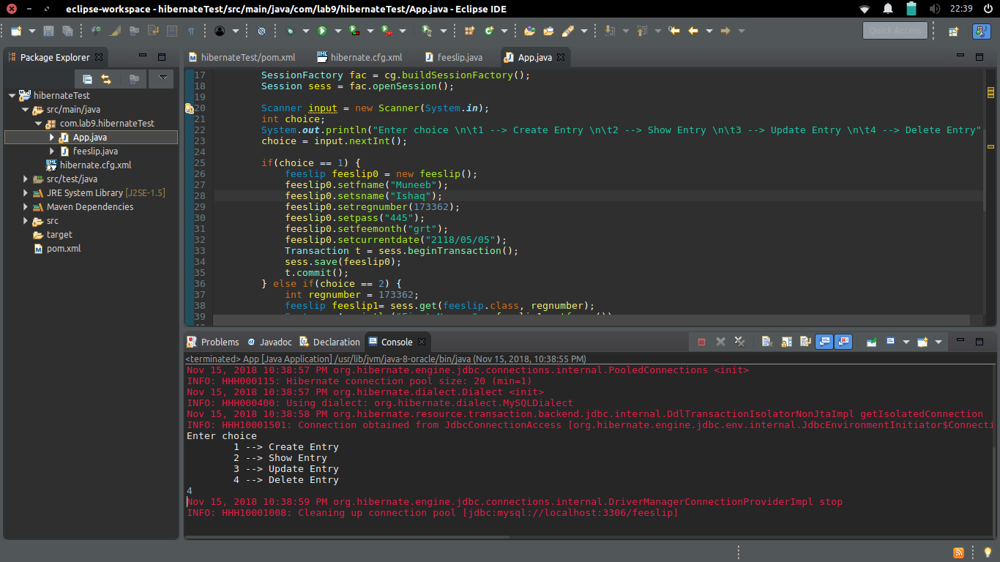 eclipse-workspace - hibernateTest/src/main/java/com/lab9/hibernateTest/App.java - Eclipse IDE
22:39
Quick Access
Package Explorer
hibernateTest
src/main/java
com.lab9.hibernateTest
App.java
feeslip.java
hibernate.cfg.xml
src/test/java
JRE System Library [J2SE-1.5]
Maven Dependencies
src
target
pom.xml
hibernateTest/pom.xml
hibernate.cfg.xml
feeslip.java
App.java
17 SessionFactory fac = cg.buildSessionFactory();
18 Session sess = fac.openSession();
19
20 Scanner input = new Scanner(System.in);
21 int choice;
22 System.out.println("Enter choice \n\t1 --> Create Entry \n\t2 --> Show Entry \n\t3 --> Update Entry \n\t4 --> Delete Entry"
23 choice = input.nextInt();
24
25 if(choice == 1) {
26 feeslip feeslip0 = new feeslip();
27 feeslip0.setfname("Muneeb");
28 feeslip0.setsname("Ishaq");
29 feeslip0.setregnumber(173362);
30 feeslip0.setpass("445");
31 feeslip0.setfeemonth("grt");
32 feeslip0.setcurrentdate("2118/05/05");
33 Transaction t = sess.beginTransaction();
34 sess.save(feeslip0);
35 t.commit();
36 } else if(choice == 2) {
37 int regnumber = 173362;
38 feeslip feeslip1= sess.get(feeslip.class, regnumber);
39
Problems
Javadoc
Declaration
Console
<terminated> App [Java Application] /usr/lib/jvm/java-8-oracle/bin/java (Nov 15, 2018, 10:38:55 PM)
Nov 15, 2018 10:38:57 PM org.hibernate.engine.jdbc.connections.internal.PooledConnections <init>
INFO: HHH000115: Hibernate connection pool size: 20 (min=1)
Nov 15, 2018 10:38:57 PM org.hibernate.dialect.Dialect <init>
INFO: HHH000400: Using dialect: org.hibernate.dialect.MySQLDialect
Nov 15, 2018 10:38:58 PM org.hibernate.resource.transaction.backend.jdbc.internal.DdlTransactionIsolatorNonJtaImpl getIsolatedConnection
INFO: HHH10001501: Connection obtained from JdbcConnectionAccess [org.hibernate.engine.jdbc.env.internal.JdbcEnvironmentInitiator$Connecti
Enter choice
1 --> Create Entry
2 --> Show Entry
3 --> Update Entry
4 --> Delete Entry
4
Nov 15, 2018 10:38:59 PM org.hibernate.engine.jdbc.connections.internal.DriverManagerConnectionProviderImpl stop
INFO: HHH10001008: Cleaning up connection pool [jdbc:mysql://localhost:3306/feeslip]